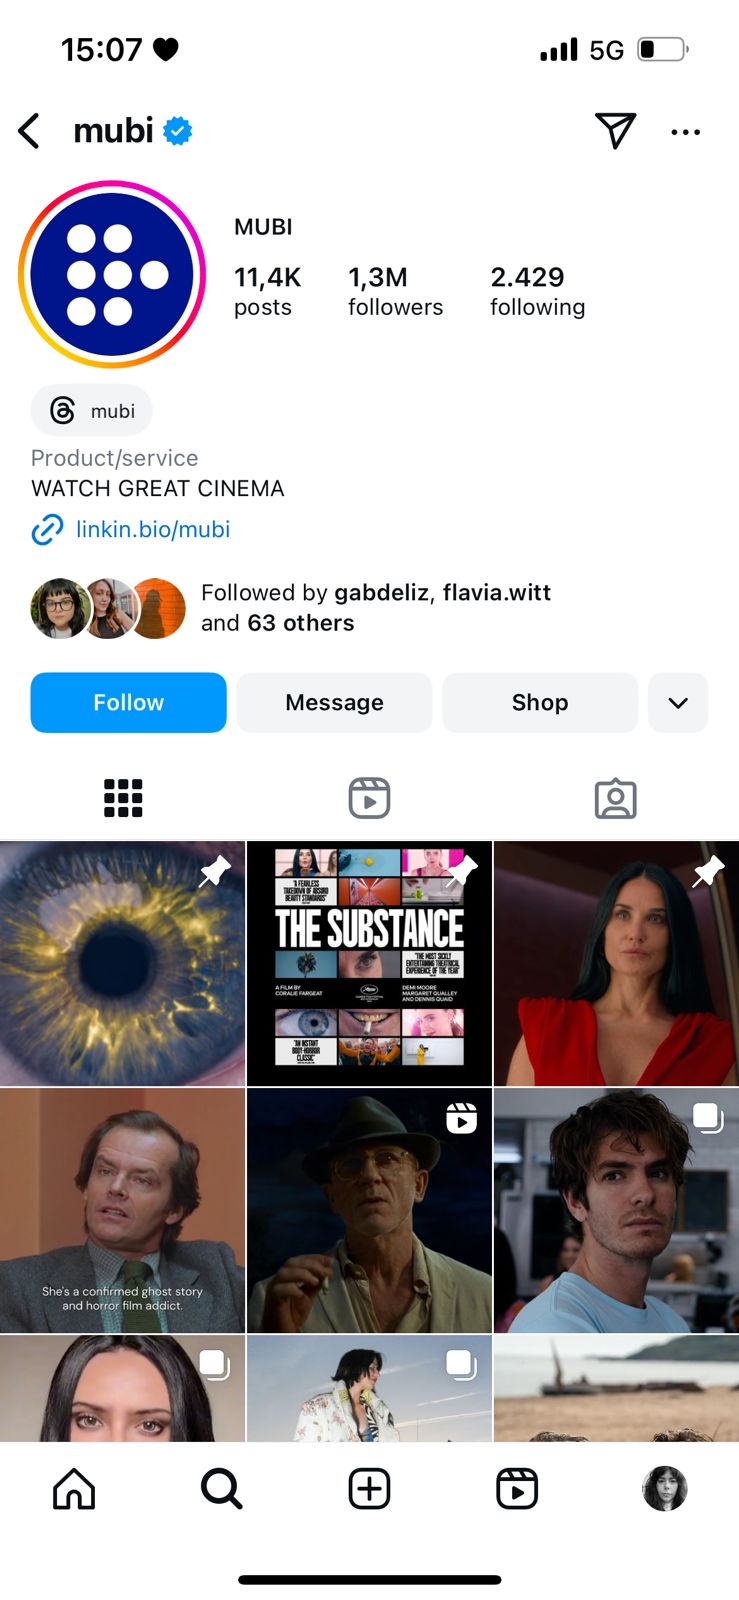 15:07
5G
mubi
MUBI
11,4K
1,3M
2.429
posts
followers
following
mubi
Product/service
WATCH GREAT CINEMA
linkin.bio/mubi
Followed by gabdeliz, flavia.witt
and 63 others
Follow
Message
Shop
"A FEARLESS
TAKEDOWN OF ABSURD
BEAUTY STANDARDS"
THE SUBSTANCE
"THE MOST SICKLY
ENTERTAINING THEATRICAL
EXPERIENCE OF THE YEAR"
A FILM BY
CORALIE FARGEAT
DEMI MOORE
MARGARET QUALLEY
AND DENNIS QUAID
"AN INSTANT
BODY-HORROR
CLASSIC"
She's a confirmed ghost story
and horror film addict.